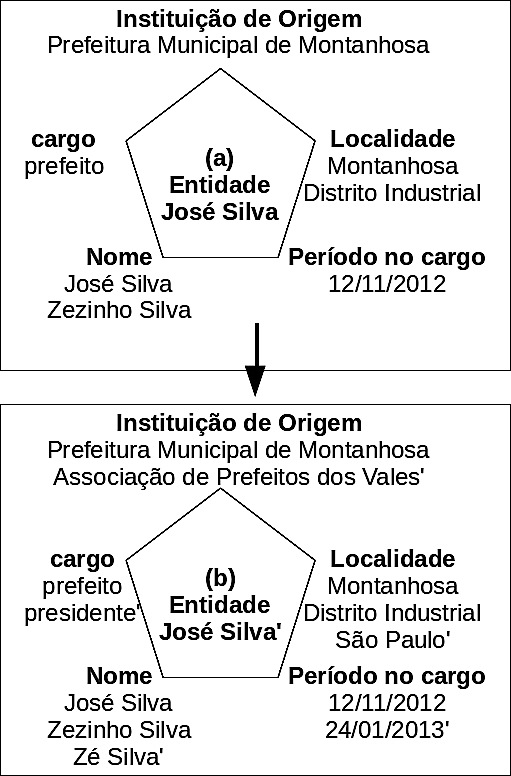 Instituição de Origem
Prefeitura Municipal de Montanhosa
cargo
prefeito
(a)
Entidade
José Silva
Localidade
Montanhosa
Distrito Industrial
Nome
José Silva
Zezinho Silva
Período no cargo
12/11/2012
Instituição de Origem
Prefeitura Municipal de Montanhosa
Associação de Prefeitos dos Vales'
cargo
prefeito
presidente'
(b)
Entidade
José Silva'
Localidade
Montanhosa
Distrito Industrial
São Paulo'
Nome
José Silva
Zezinho Silva
Zé Silva'
Período no cargo
12/11/2012
24/01/2013'